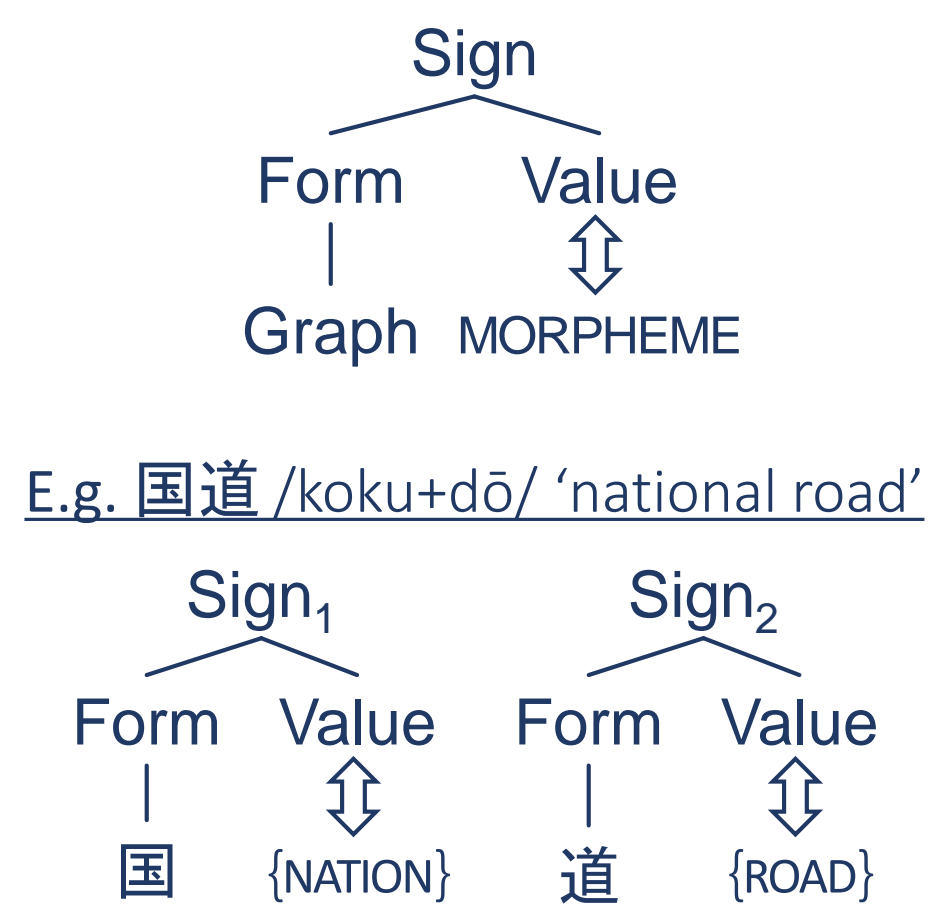 Sign
Form Value
Graph MORPHEME
E.g. 国道 /koku+dō/ ‘national road’
Sign₁ Sign₂
Form Value Form Value
国 {NATION} 道 {ROAD}